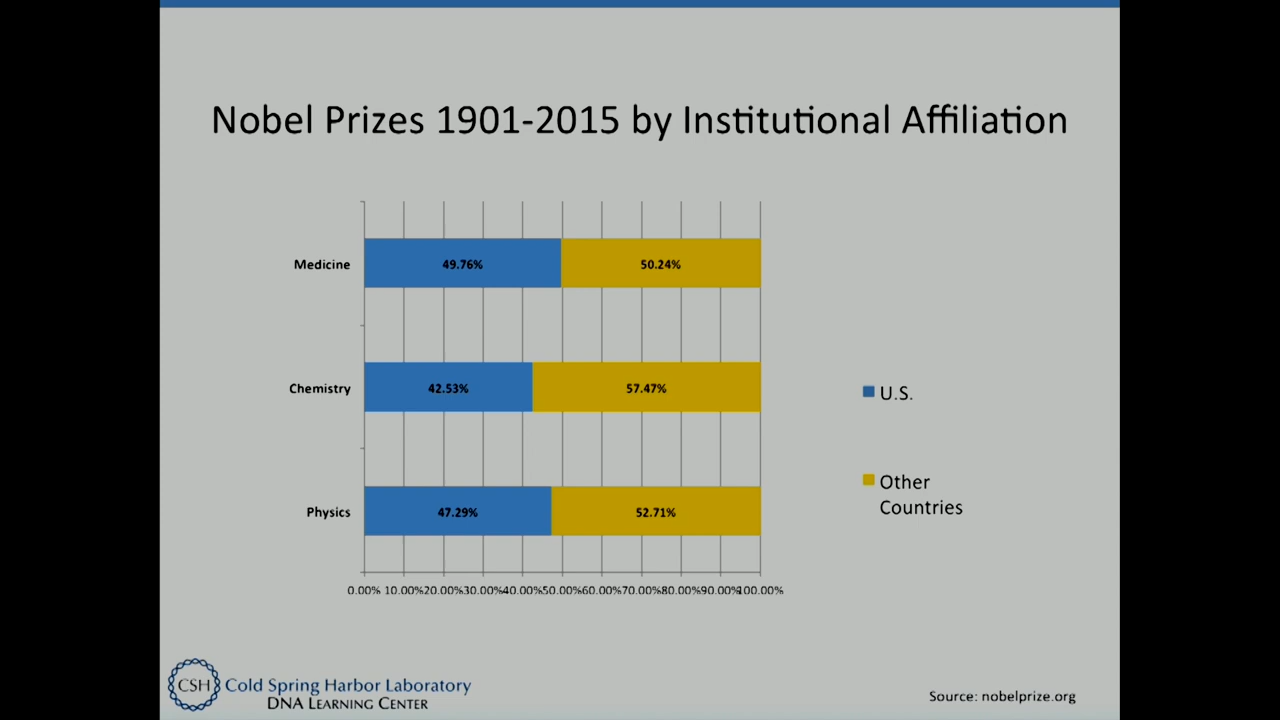 Nobel Prizes 1901-2015 by Institutional Affiliation
Medicine
49.76%
50.24%
Chemistry
42.53%
57.47%
U.S.
Other
Countries
Physics
47.29%
52.71%
0.00% 10.00% 20.00% 30.00% 40.00% 50.00% 60.00% 70.00% 80.00% 90.00% 100.00%
CSH Cold Spring Harbor Laboratory
DNA LEARNING CENTER
Source: nobelprize.org